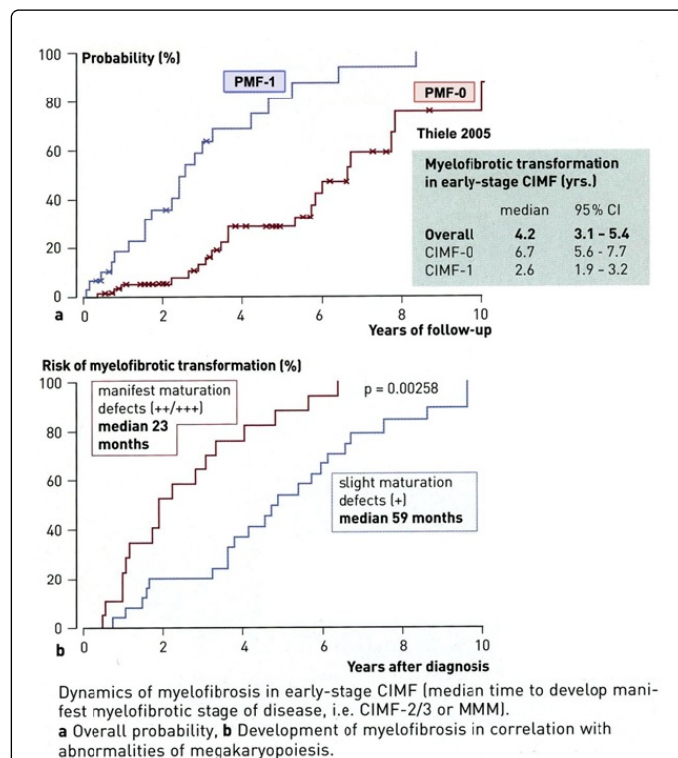 Probability (%)
100
80
60
40
20
0
PMF-1
PMF-0
Thiele 2005
Myelofibrotic transformation
in early-stage CIMF (yrs.)
median 95% CI
Overall 4.2 3.1 – 5.4
CIMF-0 6.7 5.6 - 7.7
CIMF-1 2.6 1.9 – 3.2
0 2 4 6 8 10
a Years of follow-up
Risk of myelofibrotic transformation (%)
100
80
60
40
20
0
manifest maturation
defects (++/+++)
median 23
months
p = 0.00258
slight maturation
defects (+)
median 59 months
0 2 4 6 8 10
b Years after diagnosis
Dynamics of myelofibrosis in early-stage CIMF (median time to develop mani-
fest myelofibrotic stage of disease, i.e. CIMF-2/3 or MMM).
a Overall probability, b Development of myelofibrosis in correlation with
abnormalities of megakaryopoiesis.